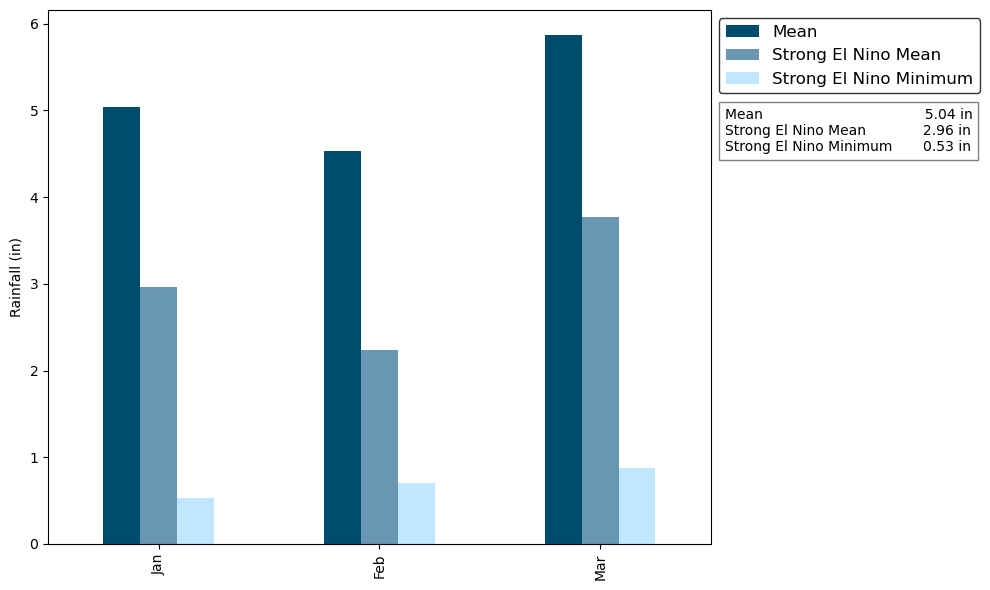 Mean
Strong El Nino Mean
Strong El Nino Minimum
Mean 5.04 in
Strong El Nino Mean 2.96 in
Strong El Nino Minimum 0.53 in
Rainfall (in)
6
5
4
3
2
1
0
Jan
Feb
Mar